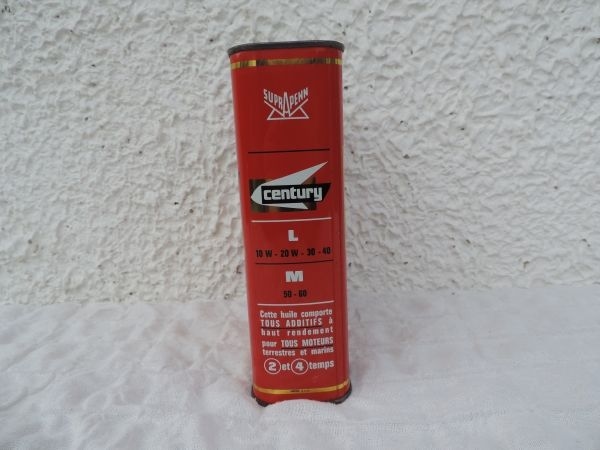 SUPRAPENN
century
L
10 W - 20 W - 30 - 40
M
50 - 60
Cette huile comporte
TOUS ADDITIFS à
haut rendement
pour TOUS MOTEURS
terrestres et marins
2 et 4 temps